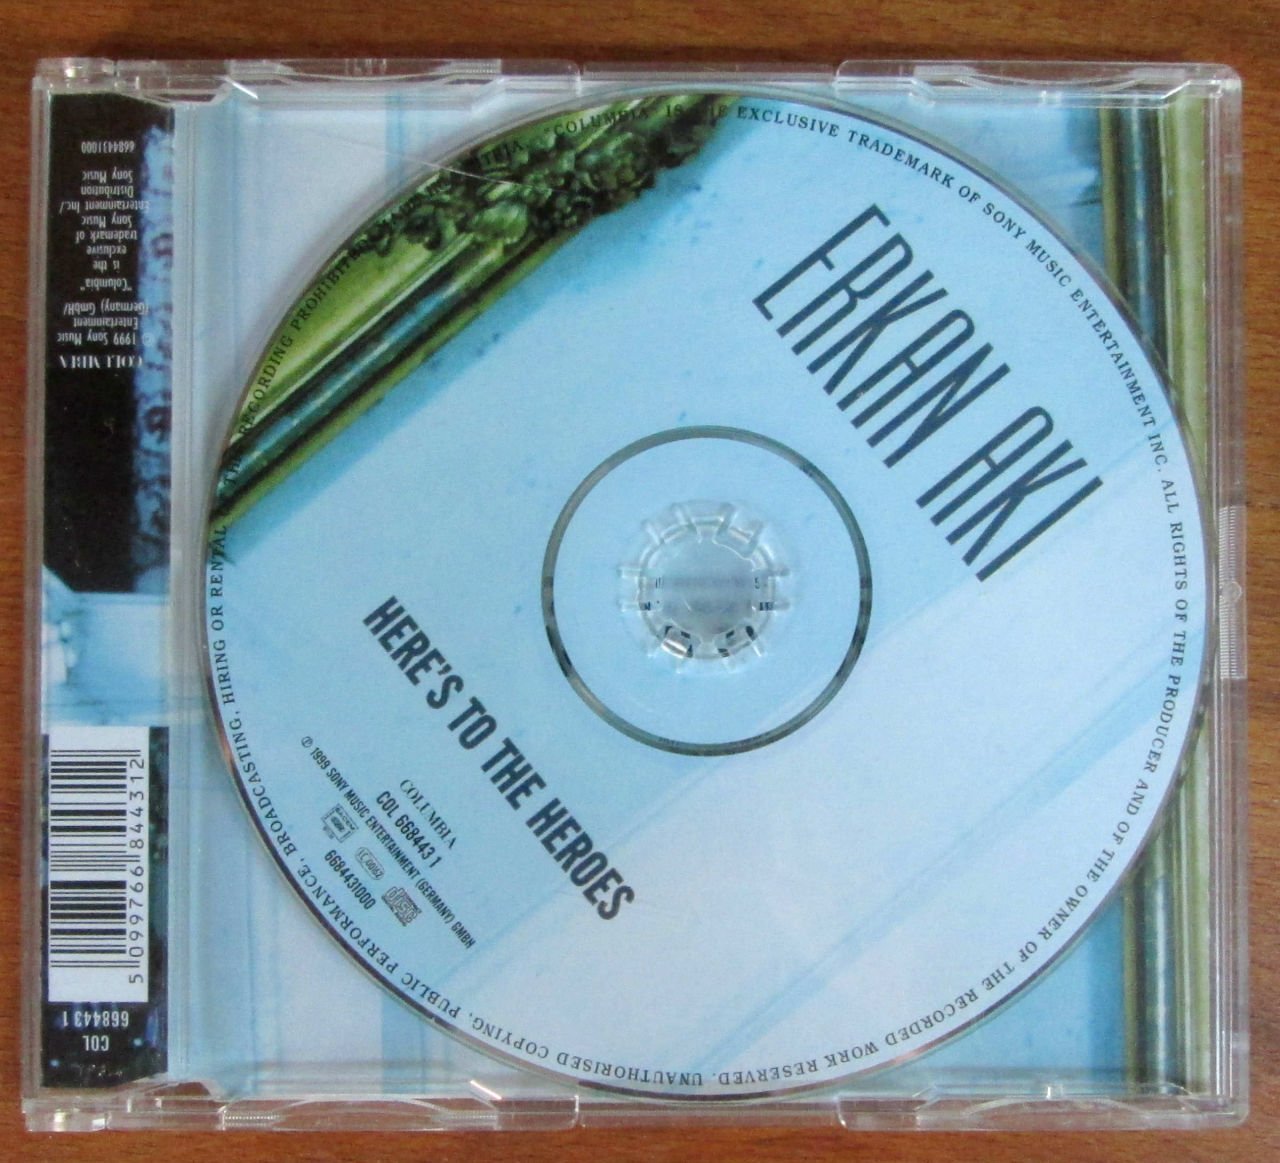 ERKAN AKI
HERE'S TO THE HEROES
COLUMBIA
COL 668443 1
℗ 1999 SONY MUSIC ENTERTAINMENT (GERMANY) GMBH
6684431000
"COLUMBIA" IS THE EXCLUSIVE TRADEMARK OF SONY MUSIC ENTERTAINMENT INC. ALL RIGHTS OF THE PRODUCER AND OF THE OWNER OF THE RECORDED WORK RESERVED. UNAUTHORISED COPYING, PUBLIC PERFORMANCE, BROADCASTING, HIRING OR RENTAL THE RECORDING PROHIBITED.
COLUMBIA
1999 Sony Music
Entertainment
(Germany) GmbH/
"Columbia"
is the
exclusive
trademark of
Sony Music
Entertainment Inc./
Distribution
Sony Music
6684431000
5 099766 844312
COL
668443 1